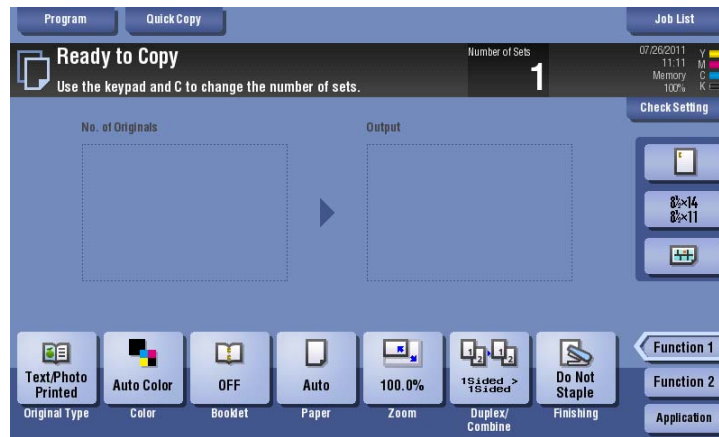 Program
Quick Copy
Job List
Ready to Copy
Use the keypad and C to change the number of sets.
Number of Sets
1
07/26/2011
11:11
Memory
100%
Y
M
C
K
Check Setting
No. of Originals
Output
8½×14
8½×11
Text/Photo
Printed
Auto Color
OFF
Auto
100.0%
1Sided >
1Sided
Do Not
Staple
Original Type
Color
Booklet
Paper
Zoom
Duplex/
Combine
Finishing
Function 1
Function 2
Application